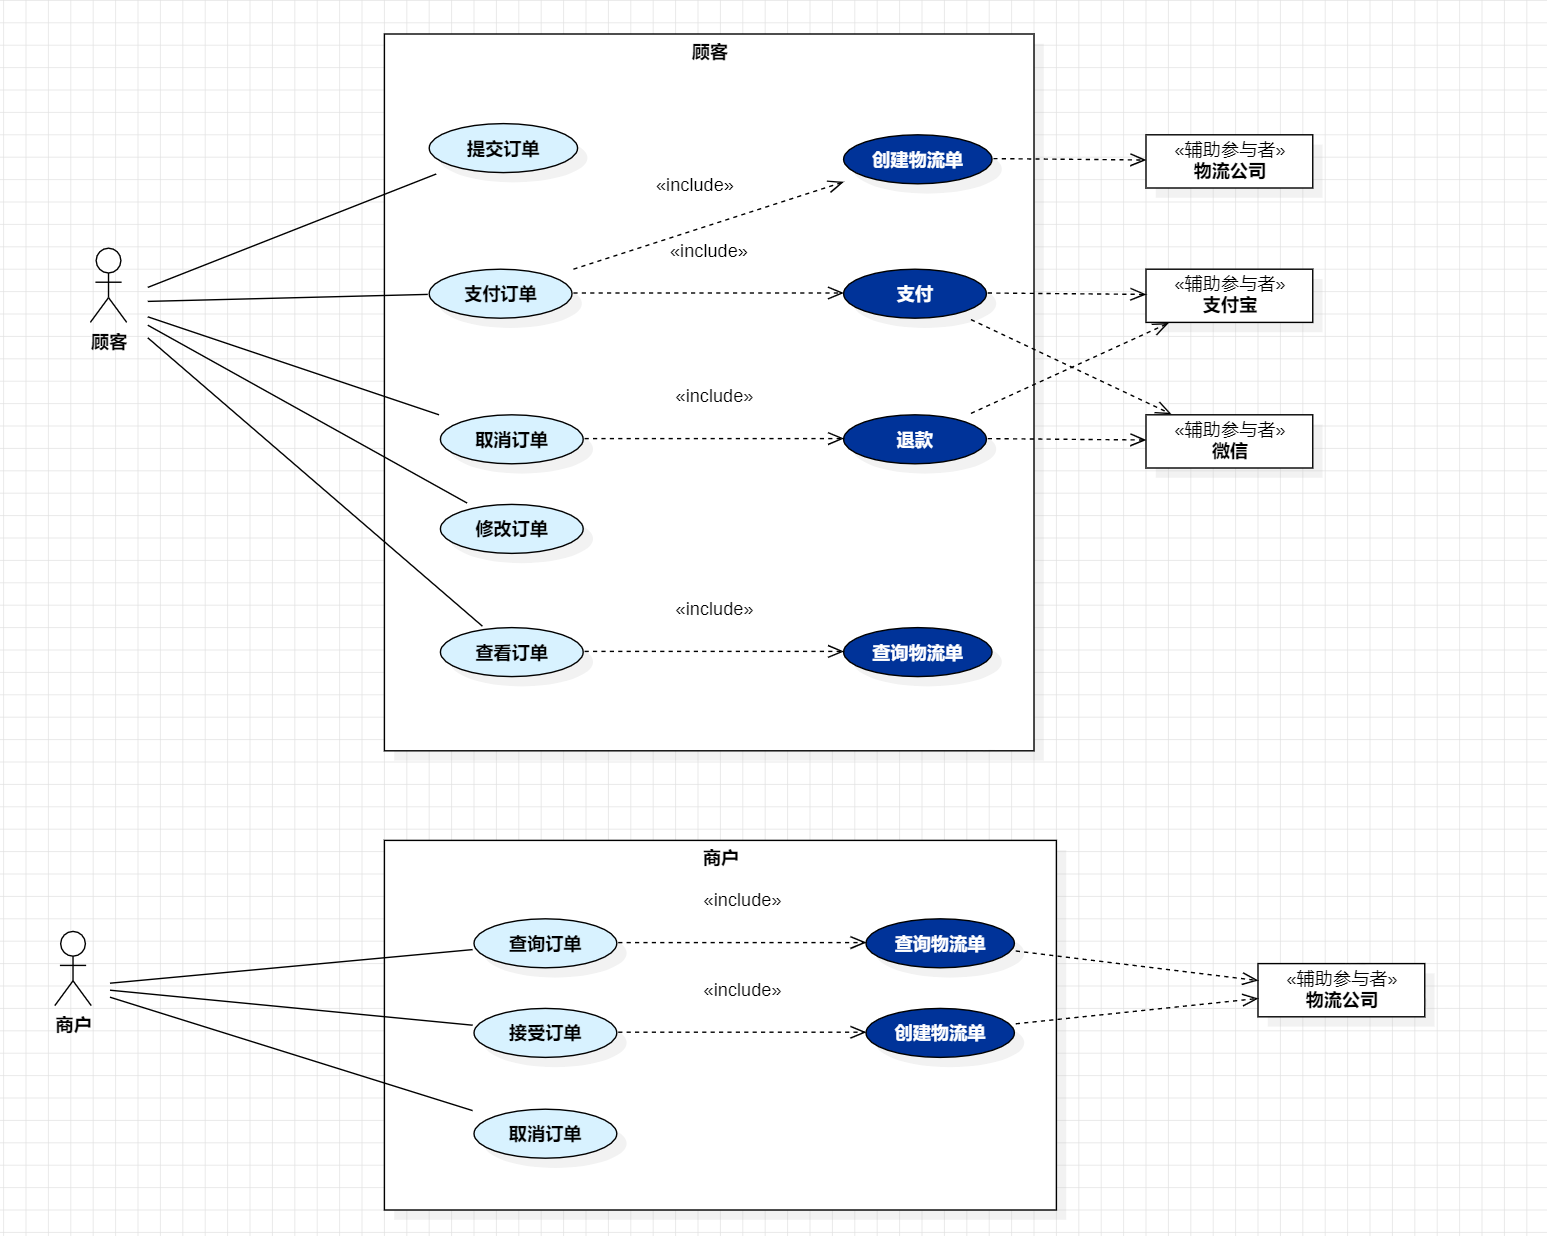 顾客
提交订单
创建物流单
«辅助参与者»
物流公司
«include»
«include»
支付订单
支付
«辅助参与者»
支付宝
顾客
«include»
取消订单
退款
«辅助参与者»
微信
修改订单
«include»
查看订单
查询物流单
商户
«include»
查询订单
查询物流单
«include»
«辅助参与者»
物流公司
商户
接受订单
创建物流单
取消订单